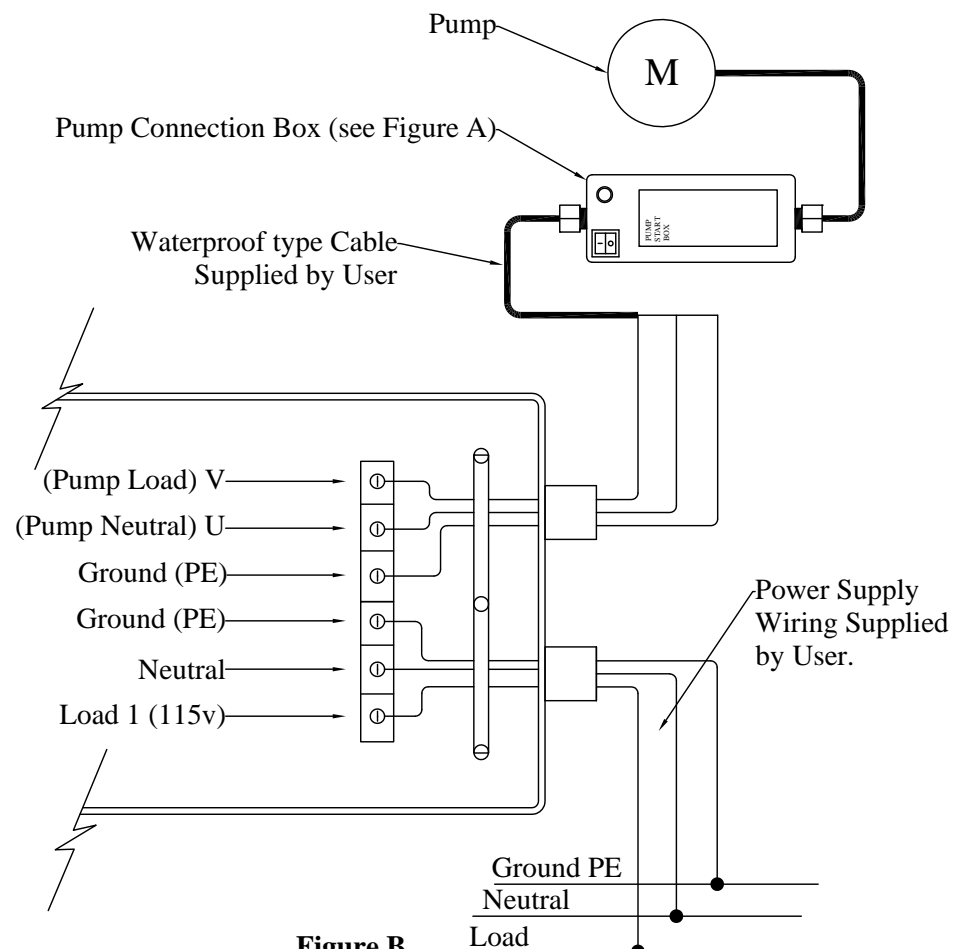 Pump
M
Pump Connection Box (see Figure A)
PUMP
START
BOX
I O
Waterproof type Cable
Supplied by User
(Pump Load) V
(Pump Neutral) U
Ground (PE)
Ground (PE)
Neutral
Load 1 (115v)
Power Supply
Wiring Supplied
by User.
Ground PE
Neutral
Load
Figure B